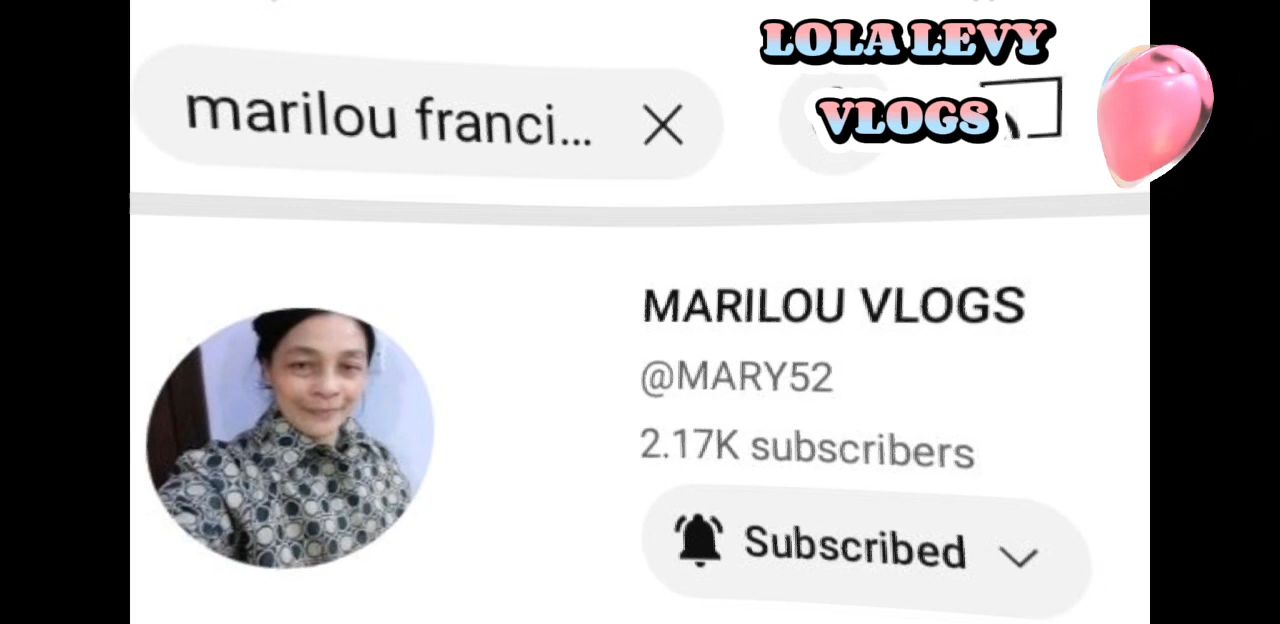 LOLA LEVY
VLOGS
marilou franci...
MARILOU VLOGS
@MARY52
2.17K subscribers
Subscribed